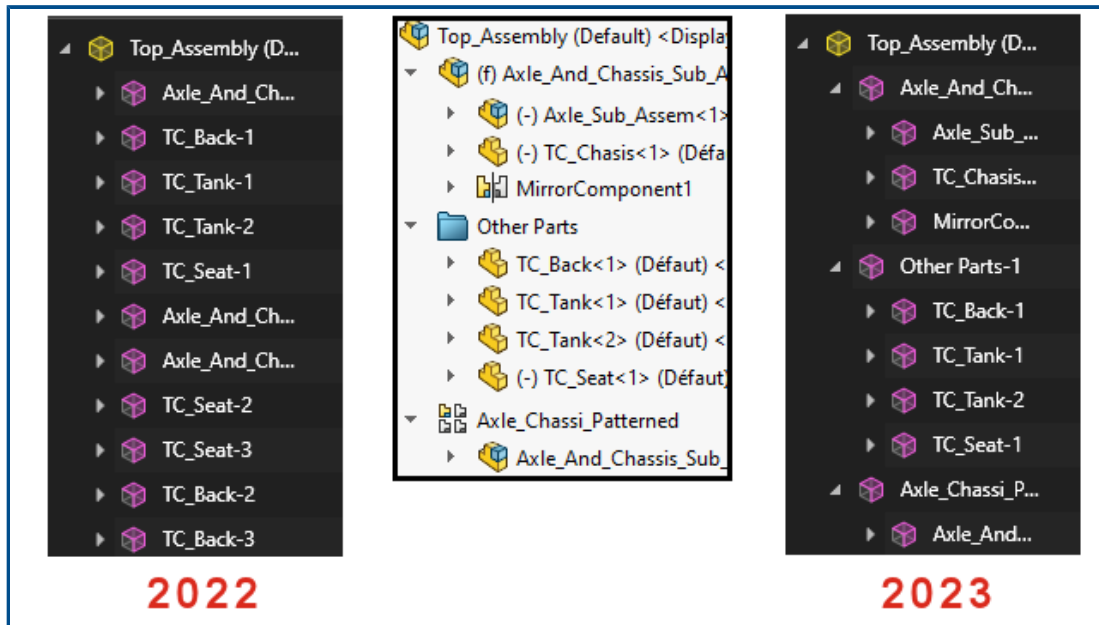 Top_Assembly (D...
Axle_And_Ch...
TC_Back-1
TC_Tank-1
TC_Tank-2
TC_Seat-1
Axle_And_Ch...
Axle_And_Ch...
TC_Seat-2
TC_Seat-3
TC_Back-2
TC_Back-3
2022
Top_Assembly (Default) <Display
(f) Axle_And_Chassis_Sub_A
(-) Axle_Sub_Assem<1>
(-) TC_Chasis<1> (Défa
MirrorComponent1
Other Parts
TC_Back<1> (Défaut) <
TC_Tank<1> (Défaut) <
TC_Tank<2> (Défaut) <
(-) TC_Seat<1> (Défaut)
Axle_Chassi_Patterned
Axle_And_Chassis_Sub_
Top_Assembly (D...
Axle_And_Ch...
Axle_Sub_...
TC_Chasis...
MirrorCo...
Other Parts-1
TC_Back-1
TC_Tank-1
TC_Tank-2
TC_Seat-1
Axle_Chassi_P...
Axle_And...
2023